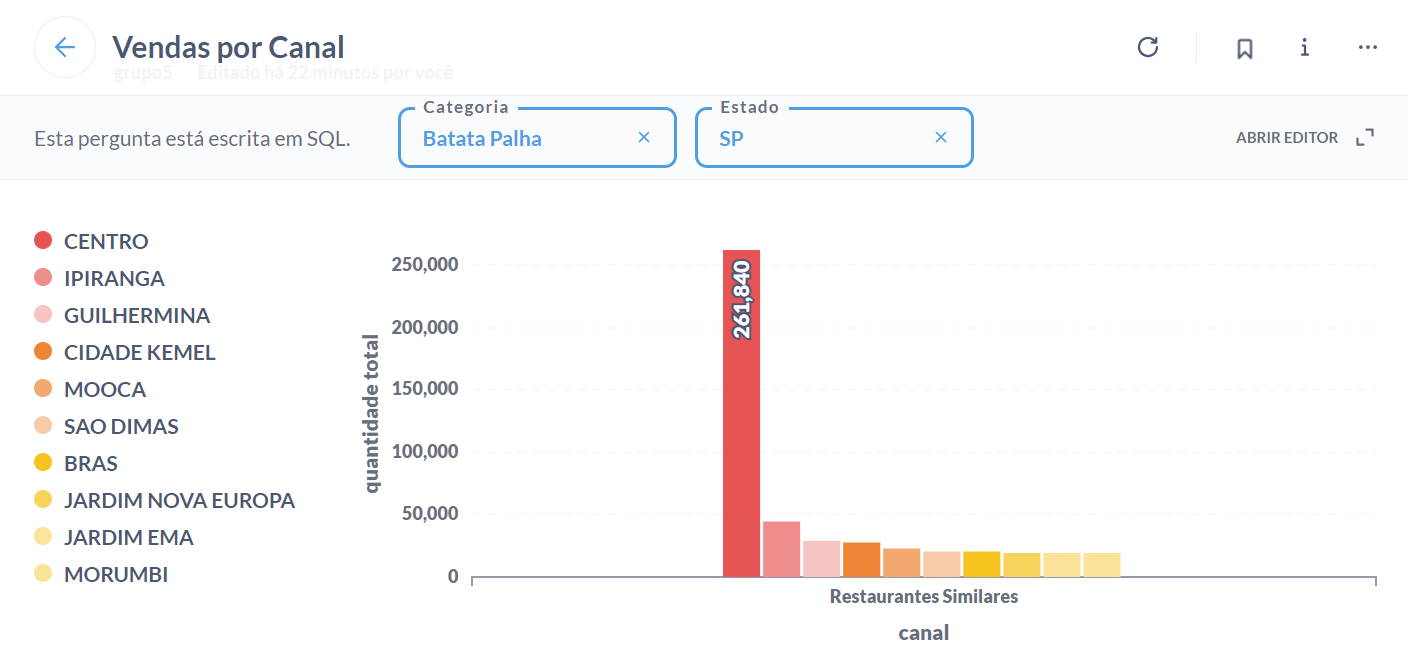 Vendas por Canal
grupo5 Editado há 22 minutos por você
Esta pergunta está escrita em SQL.
Categoria
Batata Palha
Estado
SP
ABRIR EDITOR
CENTRO
IPIRANGA
GUILHERMINA
CIDADE KEMEL
MOOCA
SAO DIMAS
BRAS
JARDIM NOVA EUROPA
JARDIM EMA
MORUMBI
quantidade total
250,000
200,000
150,000
100,000
50,000
0
261,840
Restaurantes Similares
canal